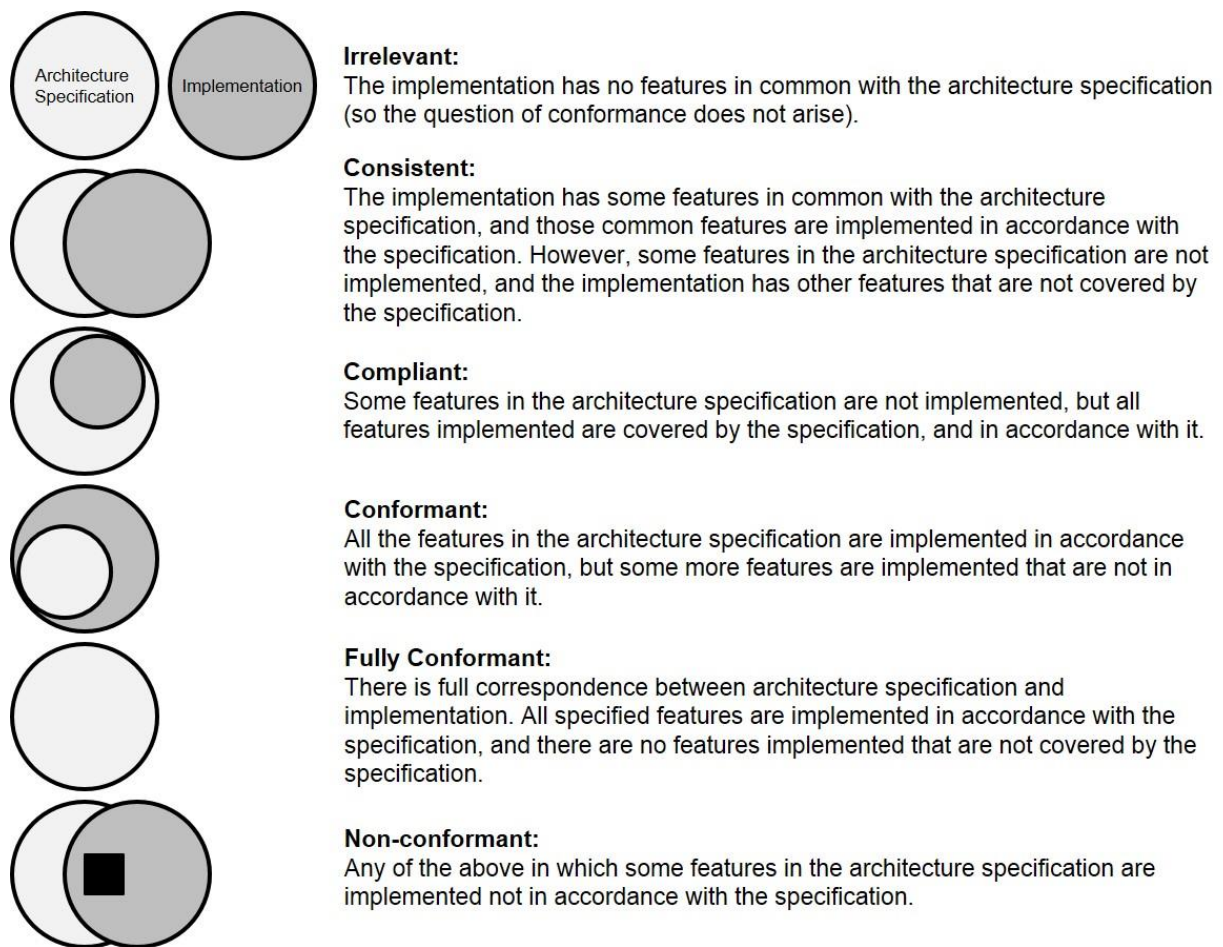 Architecture
Specification
Implementation
Irrelevant:
The implementation has no features in common with the architecture specification
(so the question of conformance does not arise).
Consistent:
The implementation has some features in common with the architecture
specification, and those common features are implemented in accordance with
the specification. However, some features in the architecture specification are not
implemented, and the implementation has other features that are not covered by
the specification.
Compliant:
Some features in the architecture specification are not implemented, but all
features implemented are covered by the specification, and in accordance with it.
Conformant:
All the features in the architecture specification are implemented in accordance
with the specification, but some more features are implemented that are not in
accordance with it.
Fully Conformant:
There is full correspondence between architecture specification and
implementation. All specified features are implemented in accordance with the
specification, and there are no features implemented that are not covered by the
specification.
Non-conformant:
Any of the above in which some features in the architecture specification are
implemented not in accordance with the specification.